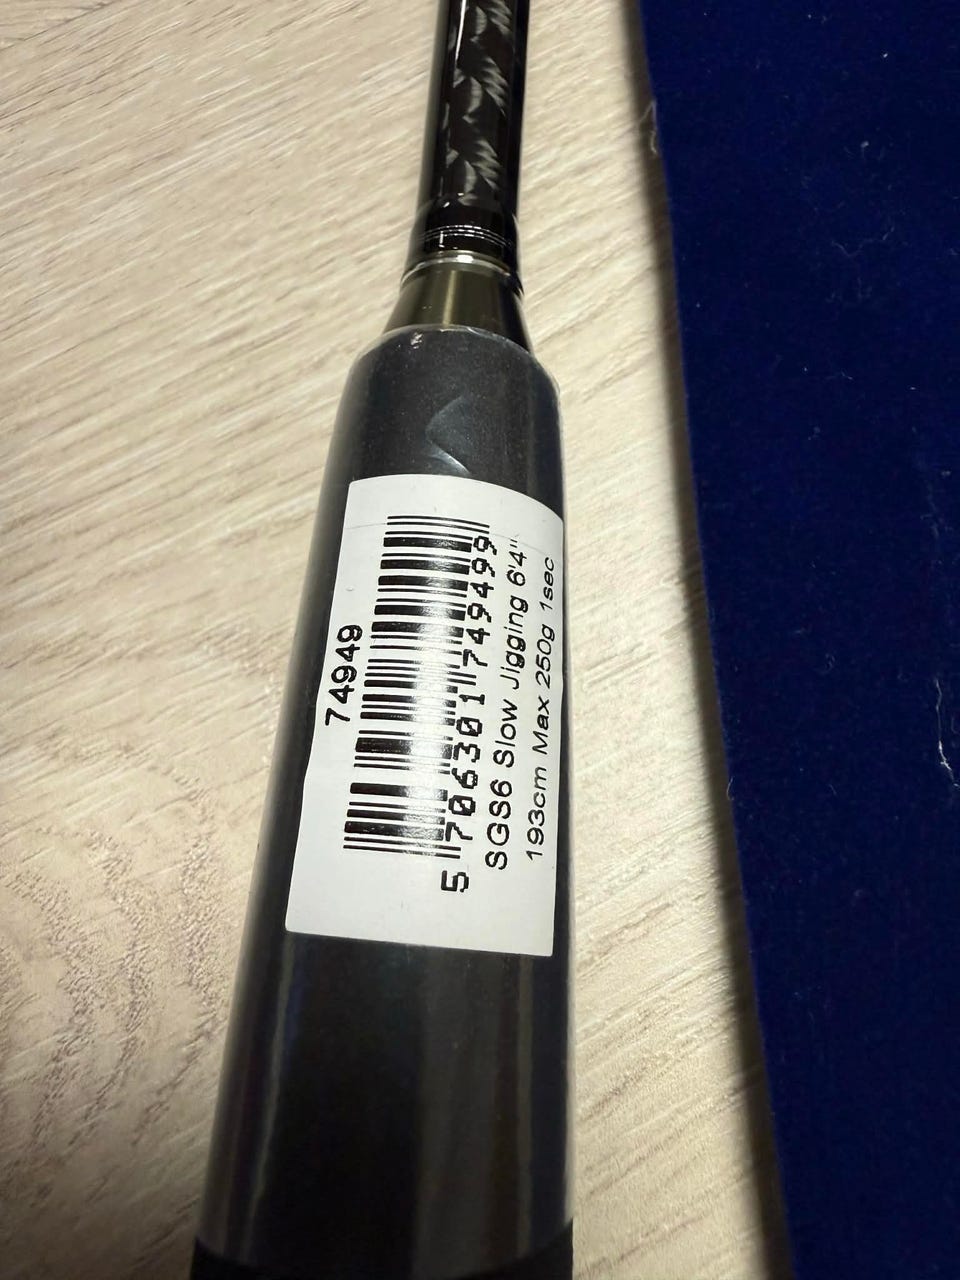 74949
5 706301 749499
SGS6 Slow Jigging 6'4"
193cm Max 250g 1sec